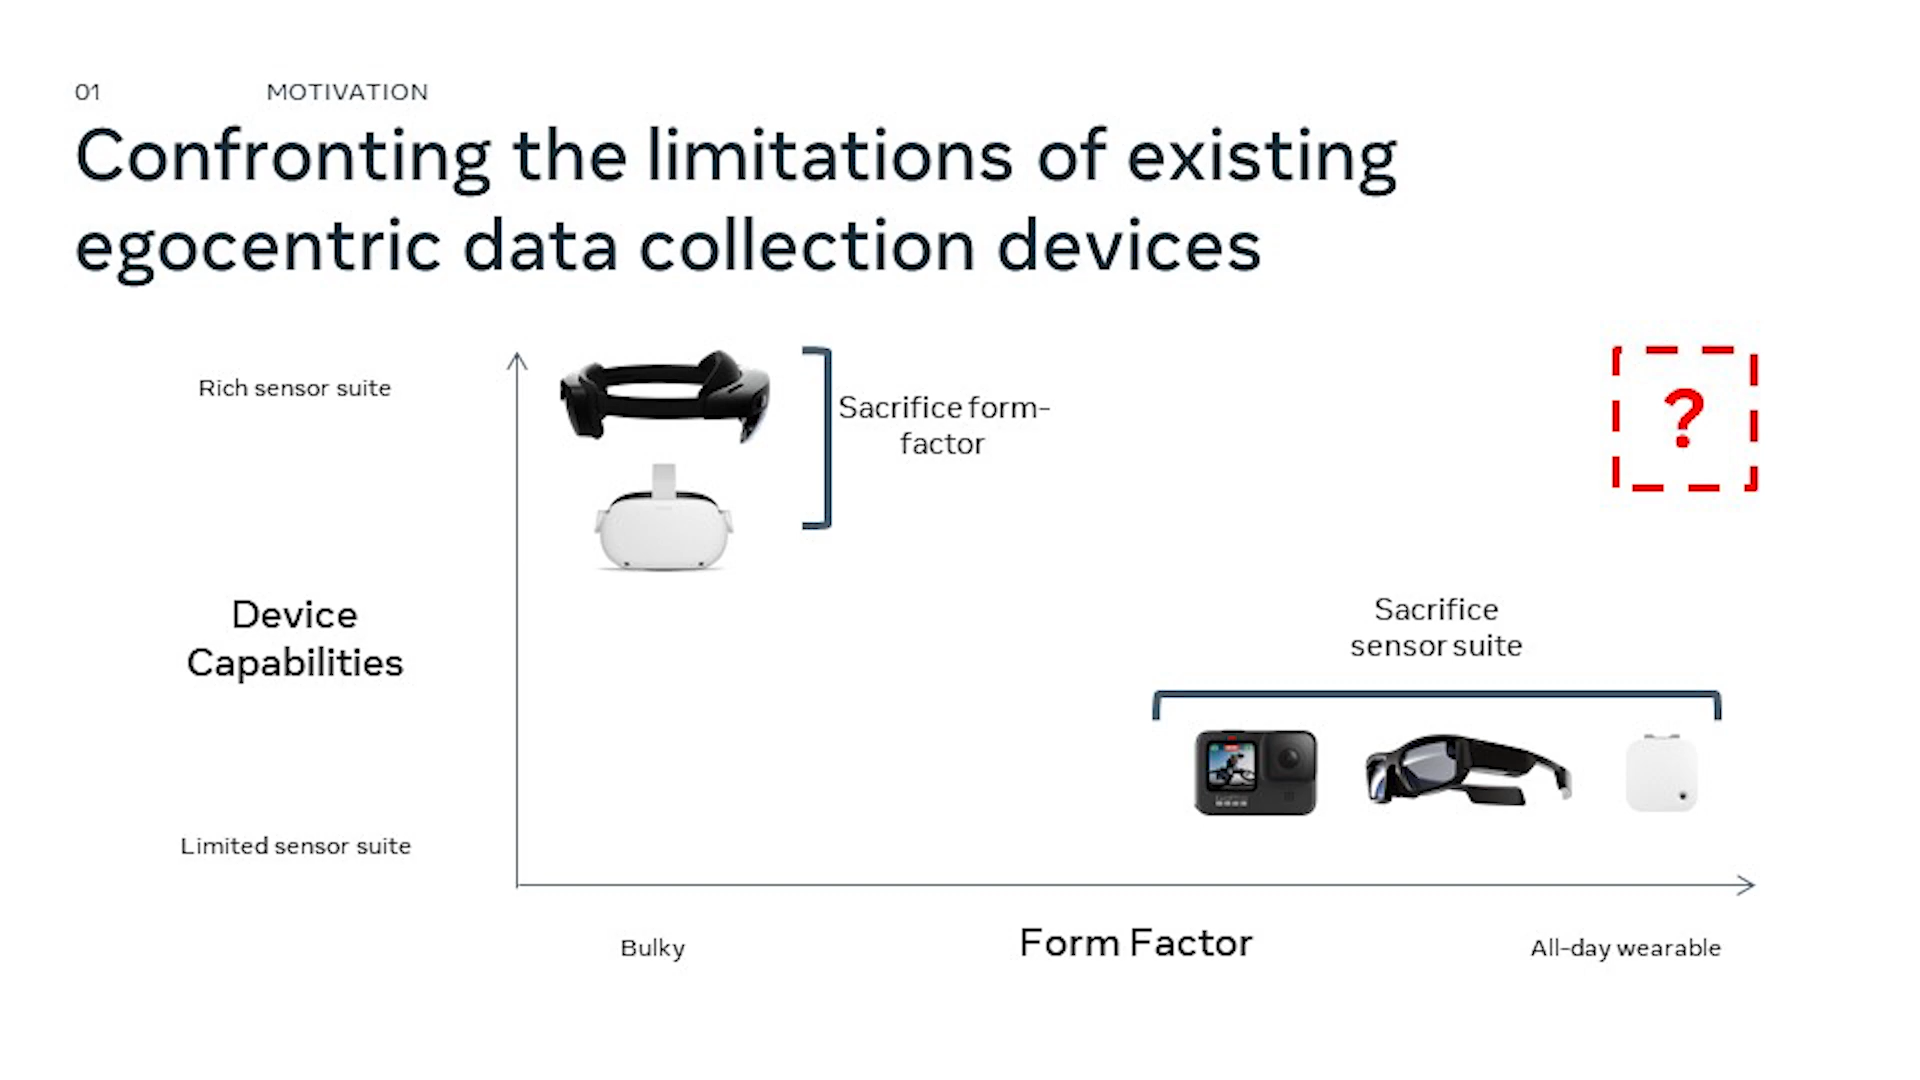 01 MOTIVATION
Confronting the limitations of existing
egocentric data collection devices
Rich sensor suite
Sacrifice form-
factor
?
Device
Capabilities
Sacrifice
sensor suite
Limited sensor suite
Bulky
Form Factor
All-day wearable